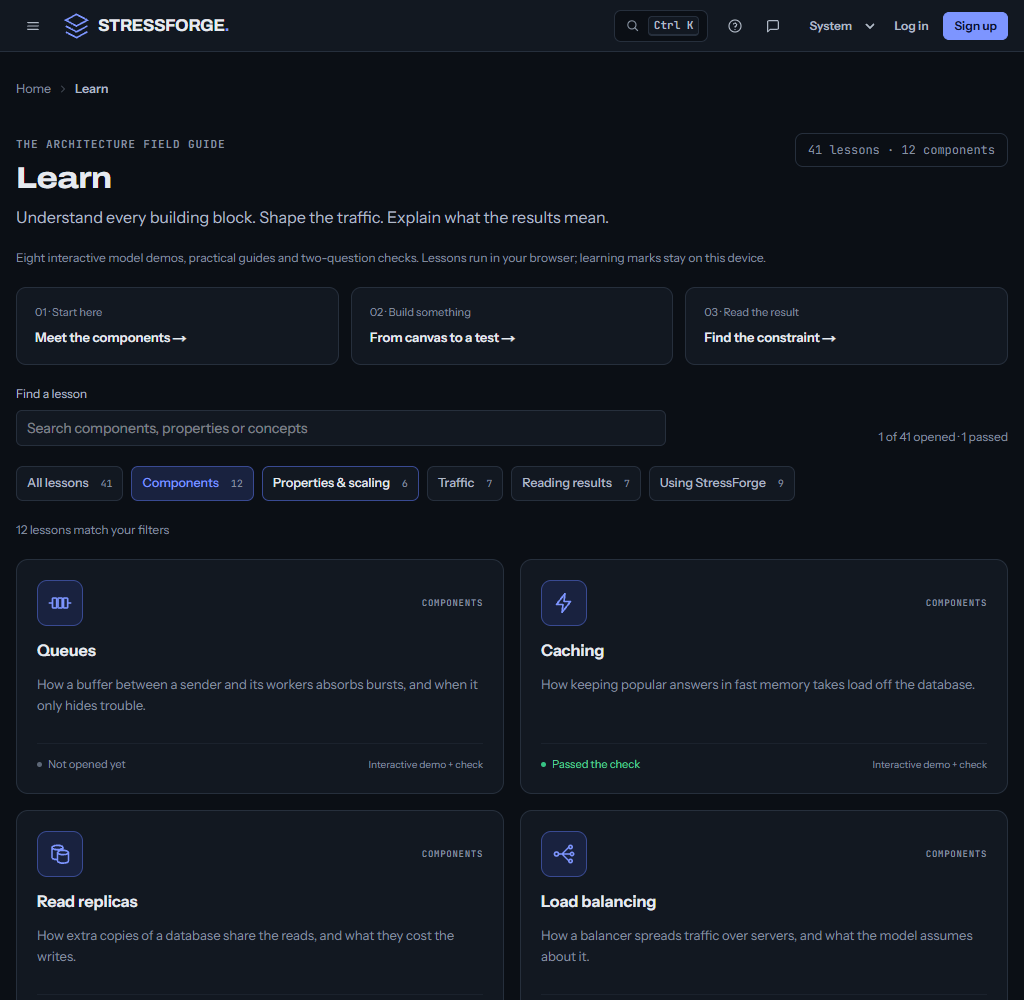 STRESSFORGE.
Ctrl K
System
Log in
Sign up
Home
Learn
THE ARCHITECTURE FIELD GUIDE
41 lessons · 12 components
Learn
Understand every building block. Shape the traffic. Explain what the results mean.
Eight interactive model demos, practical guides and two-question checks. Lessons run in your browser; learning marks stay on this device.
01 · Start here
Meet the components →
02 · Build something
From canvas to a test →
03 · Read the result
Find the constraint →
Find a lesson
Search components, properties or concepts
1 of 41 opened · 1 passed
All lessons 41
Components 12
Properties & scaling 6
Traffic 7
Reading results 7
Using StressForge 9
12 lessons match your filters
COMPONENTS
Queues
How a buffer between a sender and its workers absorbs bursts, and when it
only hides trouble.
Not opened yet
Interactive demo + check
COMPONENTS
Caching
How keeping popular answers in fast memory takes load off the database.
Passed the check
Interactive demo + check
COMPONENTS
Read replicas
How extra copies of a database share the reads, and what they cost the
writes.
COMPONENTS
Load balancing
How a balancer spreads traffic over servers, and what the model assumes
about it.